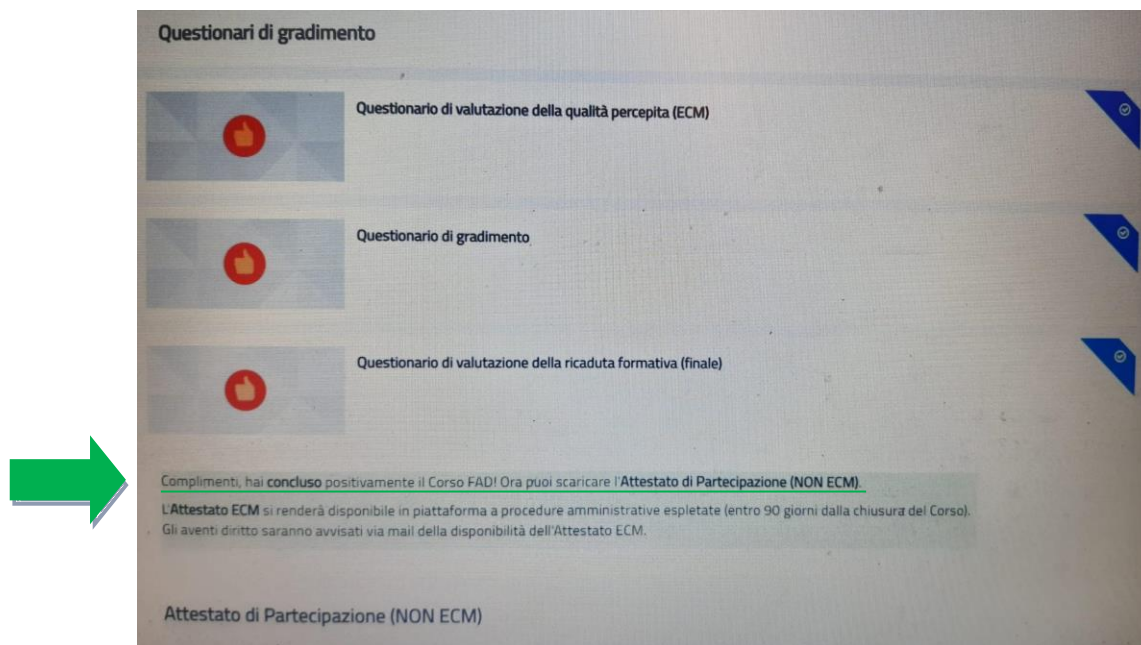 Questionari di gradimento
Questionario di valutazione della qualità percepita (ECM)
Questionario di gradimento
Questionario di valutazione della ricaduta formativa (finale)
Complimenti, hai concluso positivamente il Corso FAD! Ora puoi scaricare l'Attestato di Partecipazione (NON ECM).
L'Attestato ECM si renderà disponibile in piattaforma a procedure amministrative espletate (entro 90 giorni dalla chiusura del Corso).
Gli aventi diritto saranno avvisati via mail della disponibilità dell'Attestato ECM.
Attestato di Partecipazione (NON ECM)